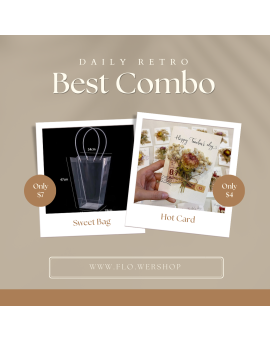 DAILY RETRO
Best Combo
Only
$7
Sweet Bag
Happy Teacher's day
Only
$4
Hot Card
WWW.FLO.WERSHOP